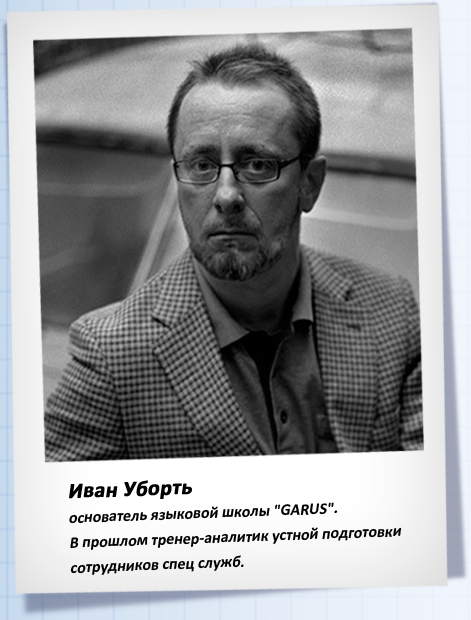 Иван Уборть
основатель языковой школы "GARUS".
В прошлом тренер-аналитик устной подготовки
сотрудников спец служб.